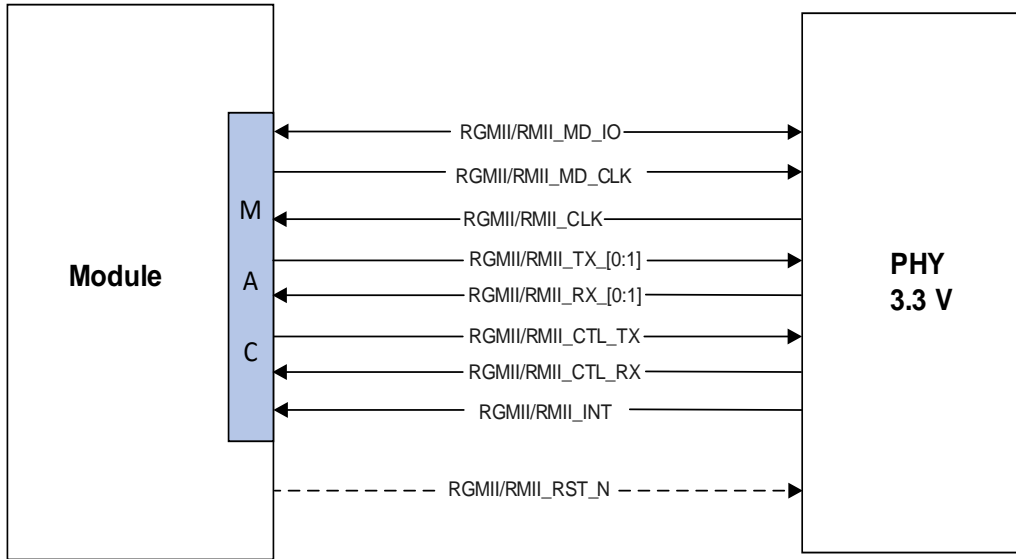 Module
M
A
C
RGMII/RMII_MD_IO
RGMII/RMII_MD_CLK
RGMII/RMII_CLK
RGMII/RMII_TX_[0:1]
RGMII/RMII_RX_[0:1]
RGMII/RMII_CTL_TX
RGMII/RMII_CTL_RX
RGMII/RMII_INT
RGMII/RMII_RST_N
PHY
3.3 V